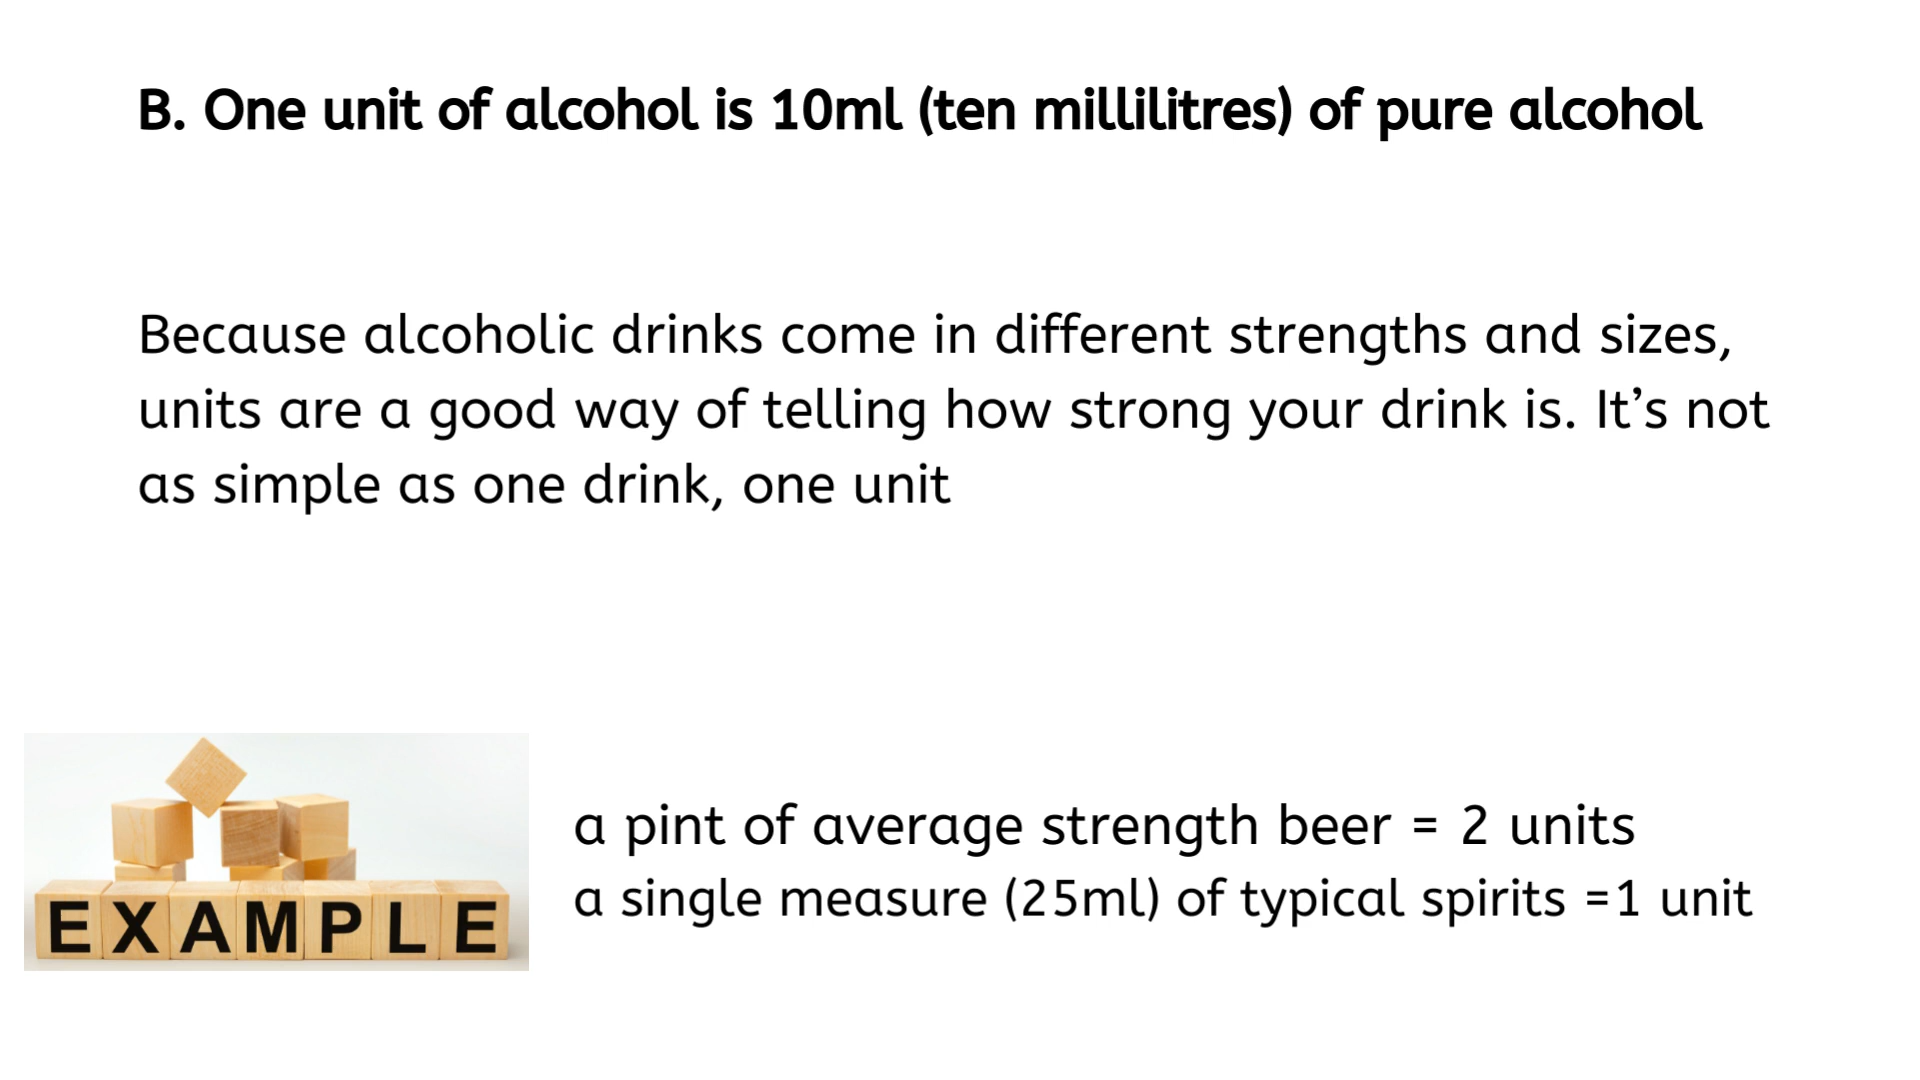 B. One unit of alcohol is 10ml (ten millilitres) of pure alcohol
Because alcoholic drinks come in different strengths and sizes,
units are a good way of telling how strong your drink is. It’s not
as simple as one drink, one unit
a pint of average strength beer = 2 units
a single measure (25ml) of typical spirits =1 unit
EXAMPLE